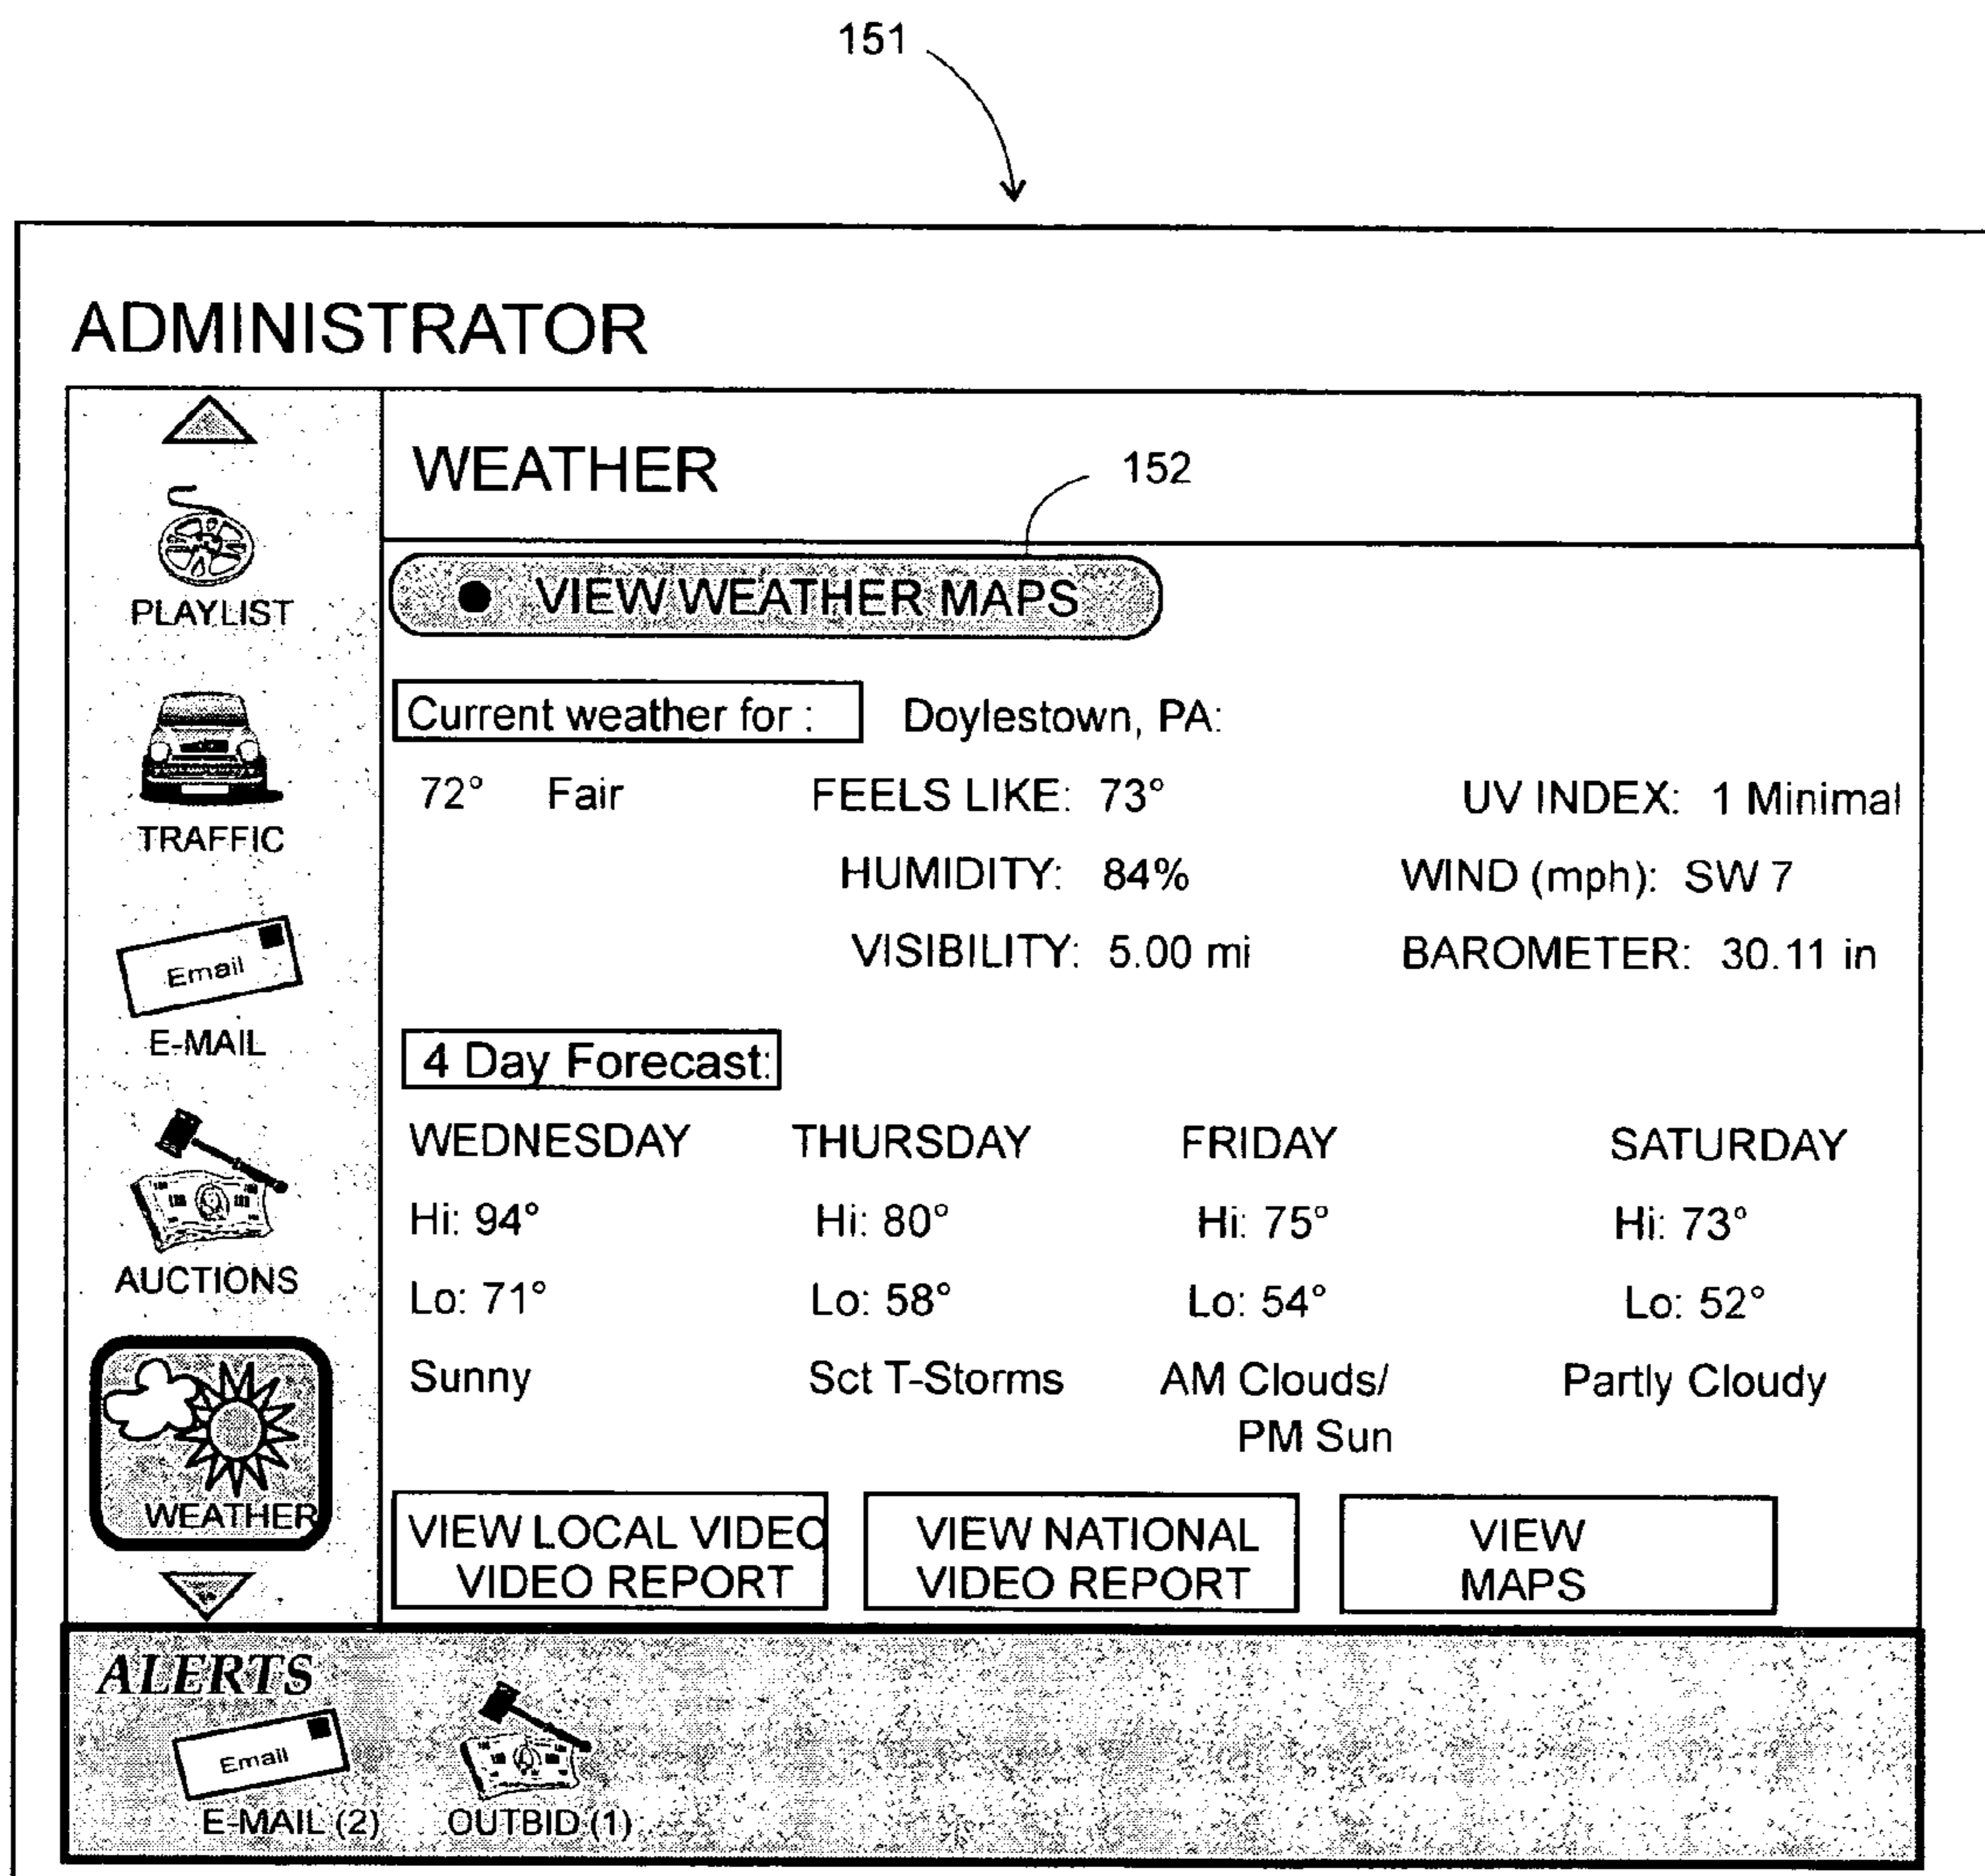 151
ADMINISTRATOR
WEATHER
152
VIEW WEATHER MAPS
PLAYLIST
TRAFFIC
Email
E-MAIL
AUCTIONS
WEATHER
Current weather for : Doylestown, PA:
72° Fair FEELS LIKE: 73° UV INDEX: 1 Minimal
HUMIDITY: 84% WIND (mph): SW 7
VISIBILITY: 5.00 mi BAROMETER: 30.11 in
4 Day Forecast:
WEDNESDAY THURSDAY FRIDAY SATURDAY
Hi: 94° Hi: 80° Hi: 75° Hi: 73°
Lo: 71° Lo: 58° Lo: 54° Lo: 52°
Sunny Sct T-Storms AM Clouds/ Partly Cloudy
PM Sun
VIEW LOCAL VIDEO VIEW NATIONAL VIEW
VIDEO REPORT VIDEO REPORT MAPS
ALERTS
Email
E-MAIL (2) OUTBID (1)